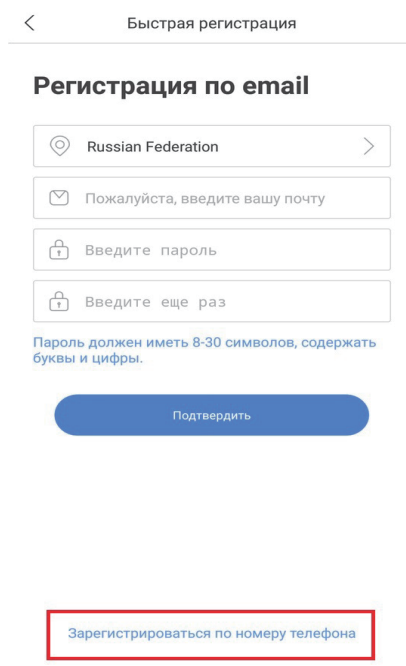 Быстрая регистрация
Регистрация по email
Russian Federation
Пожалуйста, введите вашу почту
Введите пароль
Введите еще раз
Пароль должен иметь 8-30 символов, содержать
буквы и цифры.
Подтвердить
Зарегистрироваться по номеру телефона